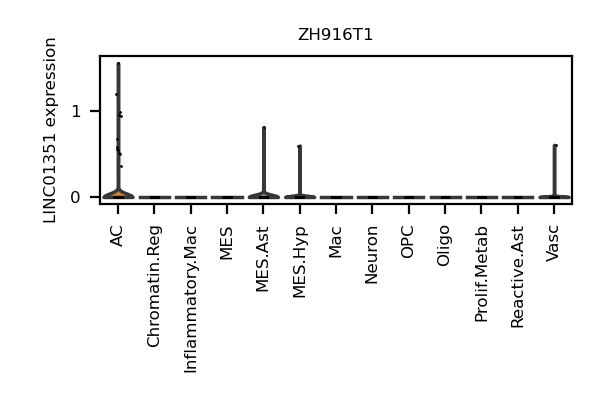 ZH916T1
LINC01351 expression
1
0
AC
Chromatin.Reg
Inflammatory.Mac
MES
MES.Ast
MES.Hyp
Mac
Neuron
OPC
Oligo
Prolif.Metab
Reactive.Ast
Vasc